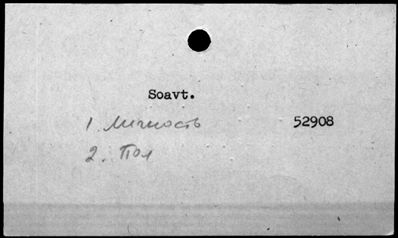 Soavt.
1. Личность 52908
2. Пол